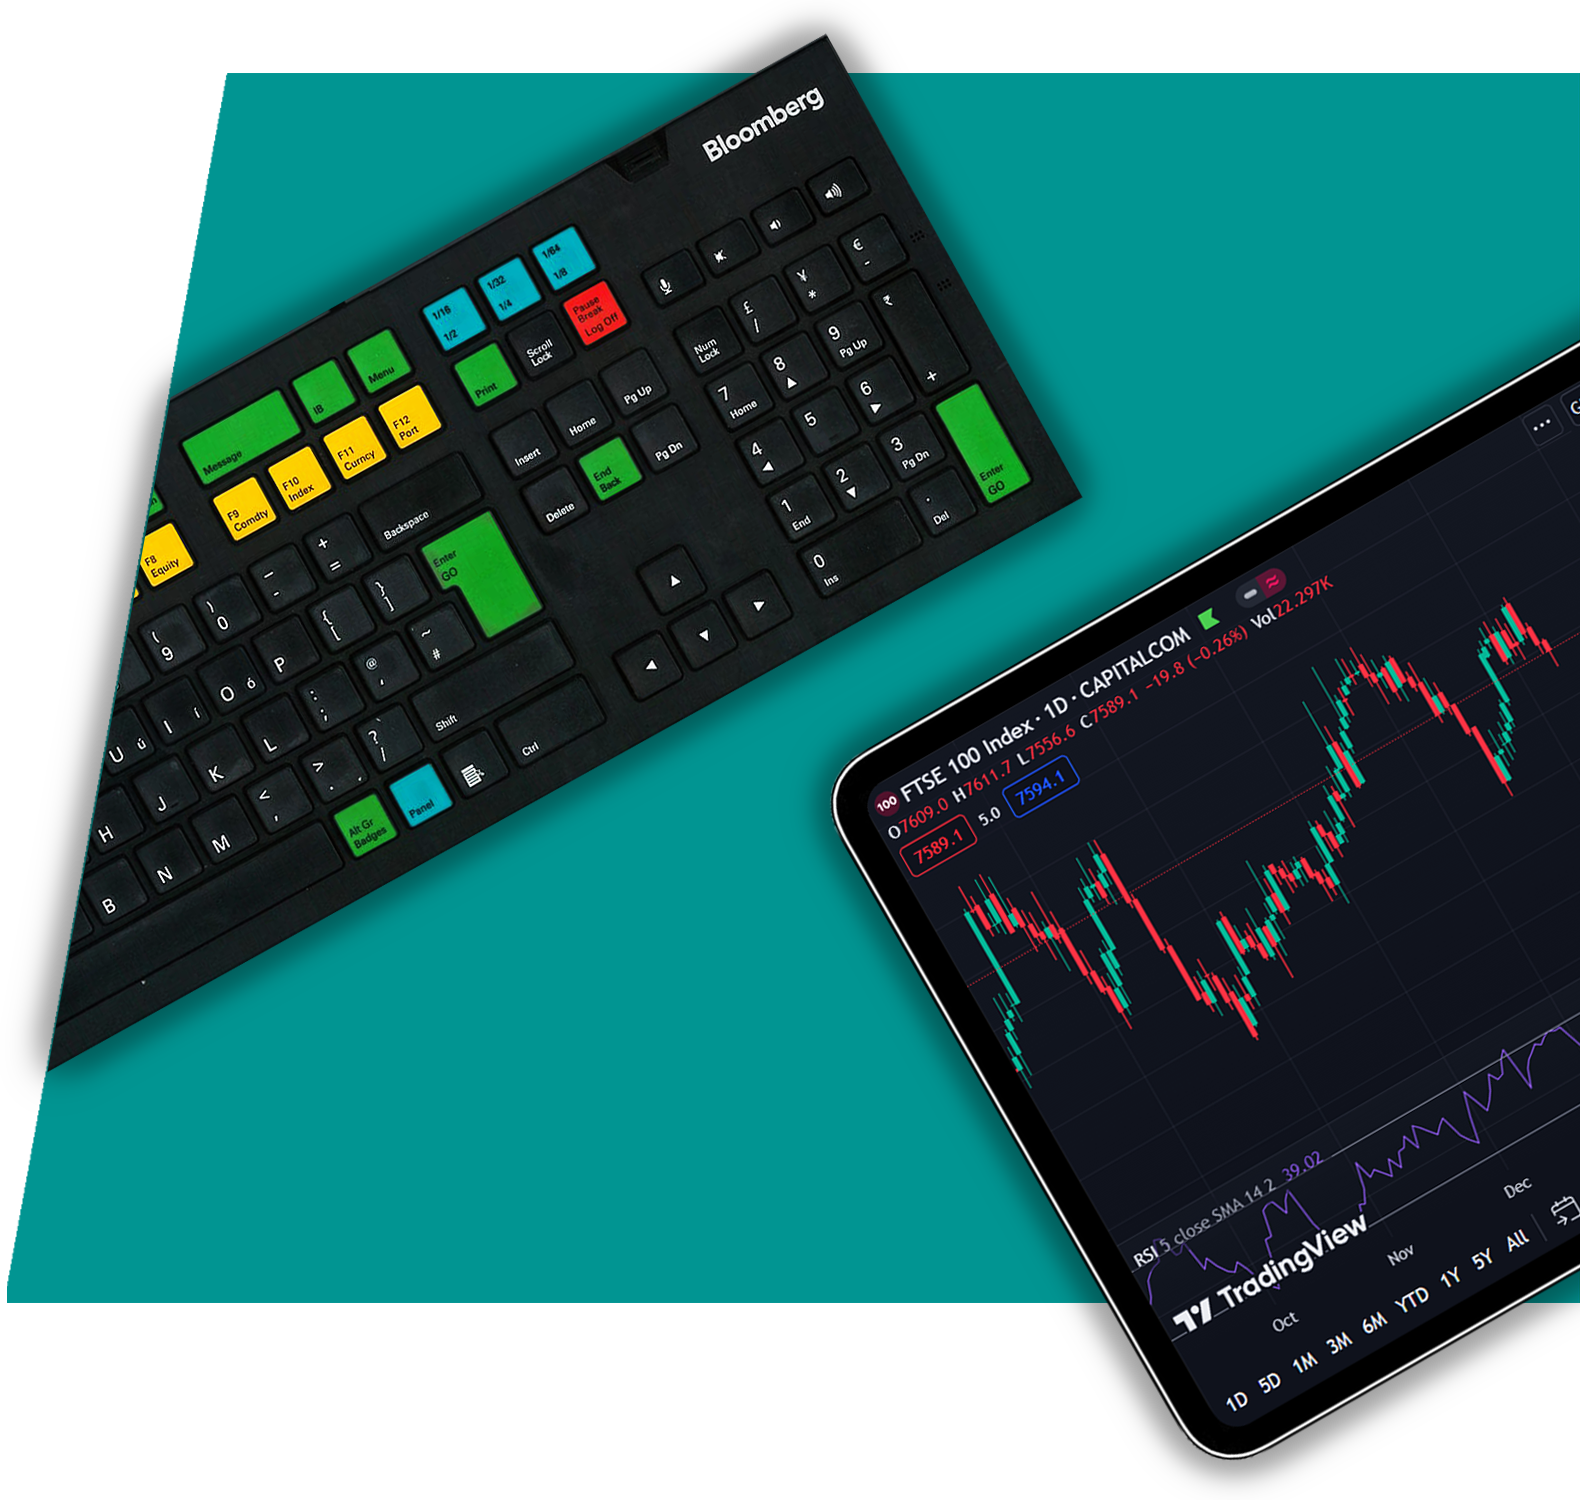 Bloomberg
1/16
1/2
1/32
1/4
1/64
1/8
Print
Scroll
Lock
Pause
Break
Log Off
Message
IB
Menu
F8
Equity
F9
Comdty
F10
Index
F11
Curncy
F12
Port
Insert
Home
Pg Up
Delete
End
Back
Pg Dn
Num
Lock
£
/
¥
*
€
-
7
Home
8
9
Pg Up
₹
+
4
5
6
1
End
2
3
Pg Dn
0
Ins
.
Del
Enter
GO
(
9
)
0
–
-
+
=
Backspace
U ú
I í
O ó
P
{
[
}
]
Enter
GO
H
J
K
L
:
;
@
'
~
#
B
N
M
<
,
>
.
?
/
Shift
Alt Gr
Badges
Panel
Ctrl
100 FTSE 100 Index · 1D · CAPITALCOM
O7609.0 H7611.7 L7556.6 C7589.1 −19.8 (−0.26%) Vol22.297K
7589.1 5.0 7594.1
RSI 5 close SMA 14 2 39.02
TradingView
Oct Nov Dec
1D 5D 1M 3M 6M YTD 1Y 5Y All